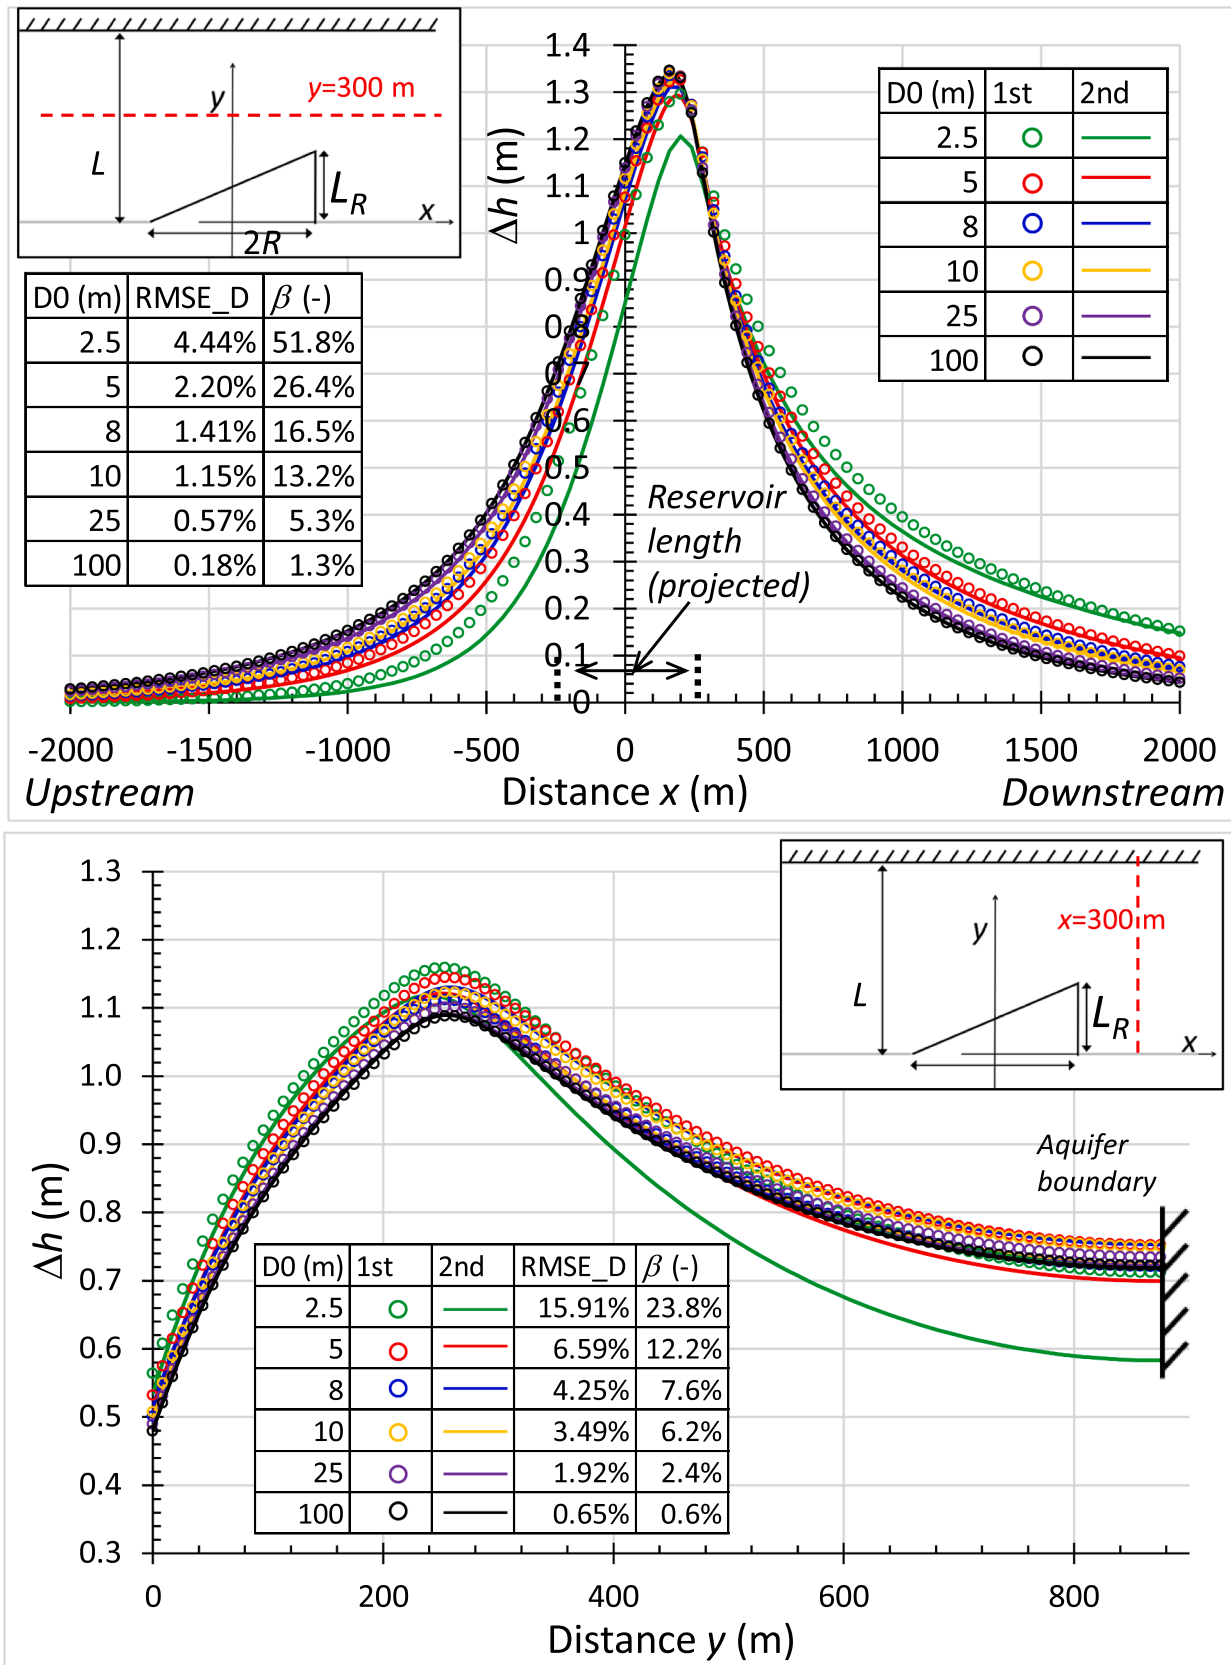 y
y=300 m
L
L_R
x
2R
D0 (m) RMSE_D β (-)
2.5 4.44% 51.8%
5 2.20% 26.4%
8 1.41% 16.5%
10 1.15% 13.2%
25 0.57% 5.3%
100 0.18% 1.3%
Δh (m)
1.4
1.3
1.2
1.1
1
0.9
0.8
0.7
0.6
0.5
0.4
0.3
0.2
0.1
0
D0 (m) 1st 2nd
2.5
5
8
10
25
100
Reservoir
length
(projected)
-2000 -1500 -1000 -500 0 500 1000 1500 2000
Upstream Distance x (m) Downstream
Δh (m)
1.3
1.2
1.1
1.0
0.9
0.8
0.7
0.6
0.5
0.4
0.3
y
x=300 m
L
L_R
x
Aquifer
boundary
D0 (m) 1st 2nd RMSE_D β (-)
2.5 15.91% 23.8%
5 6.59% 12.2%
8 4.25% 7.6%
10 3.49% 6.2%
25 1.92% 2.4%
100 0.65% 0.6%
0 200 400 600 800
Distance y (m)